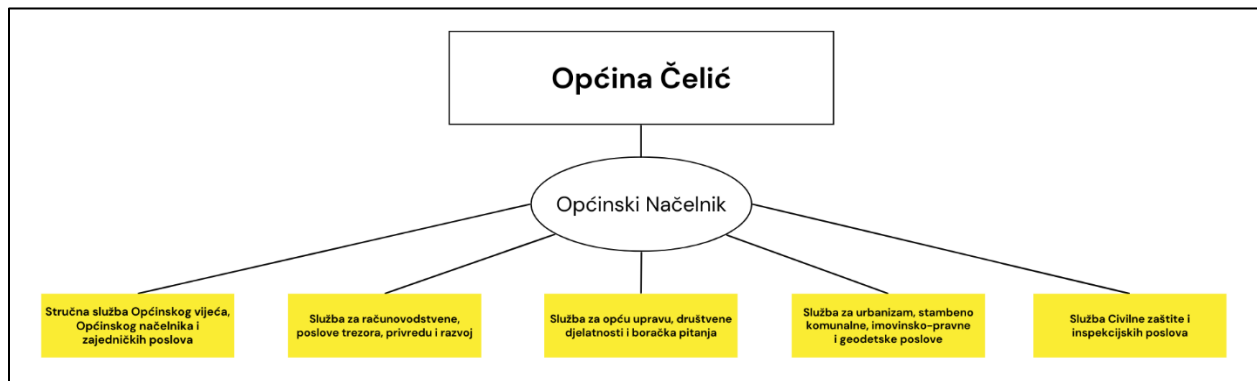 Općina Čelić
Općinski Načelnik
Stručna služba Općinskog vijeća,
Općinskog načelnika i
zajedničkih poslova
Služba za računovodstvene,
poslove trezora, privredu i razvoj
Služba za opću upravu, društvene
djelatnosti i boračka pitanja
Služba za urbanizam, stambeno
komunalne, imovinsko-pravne
i geodetske poslove
Služba Civilne zaštite i
inspekcijskih poslova